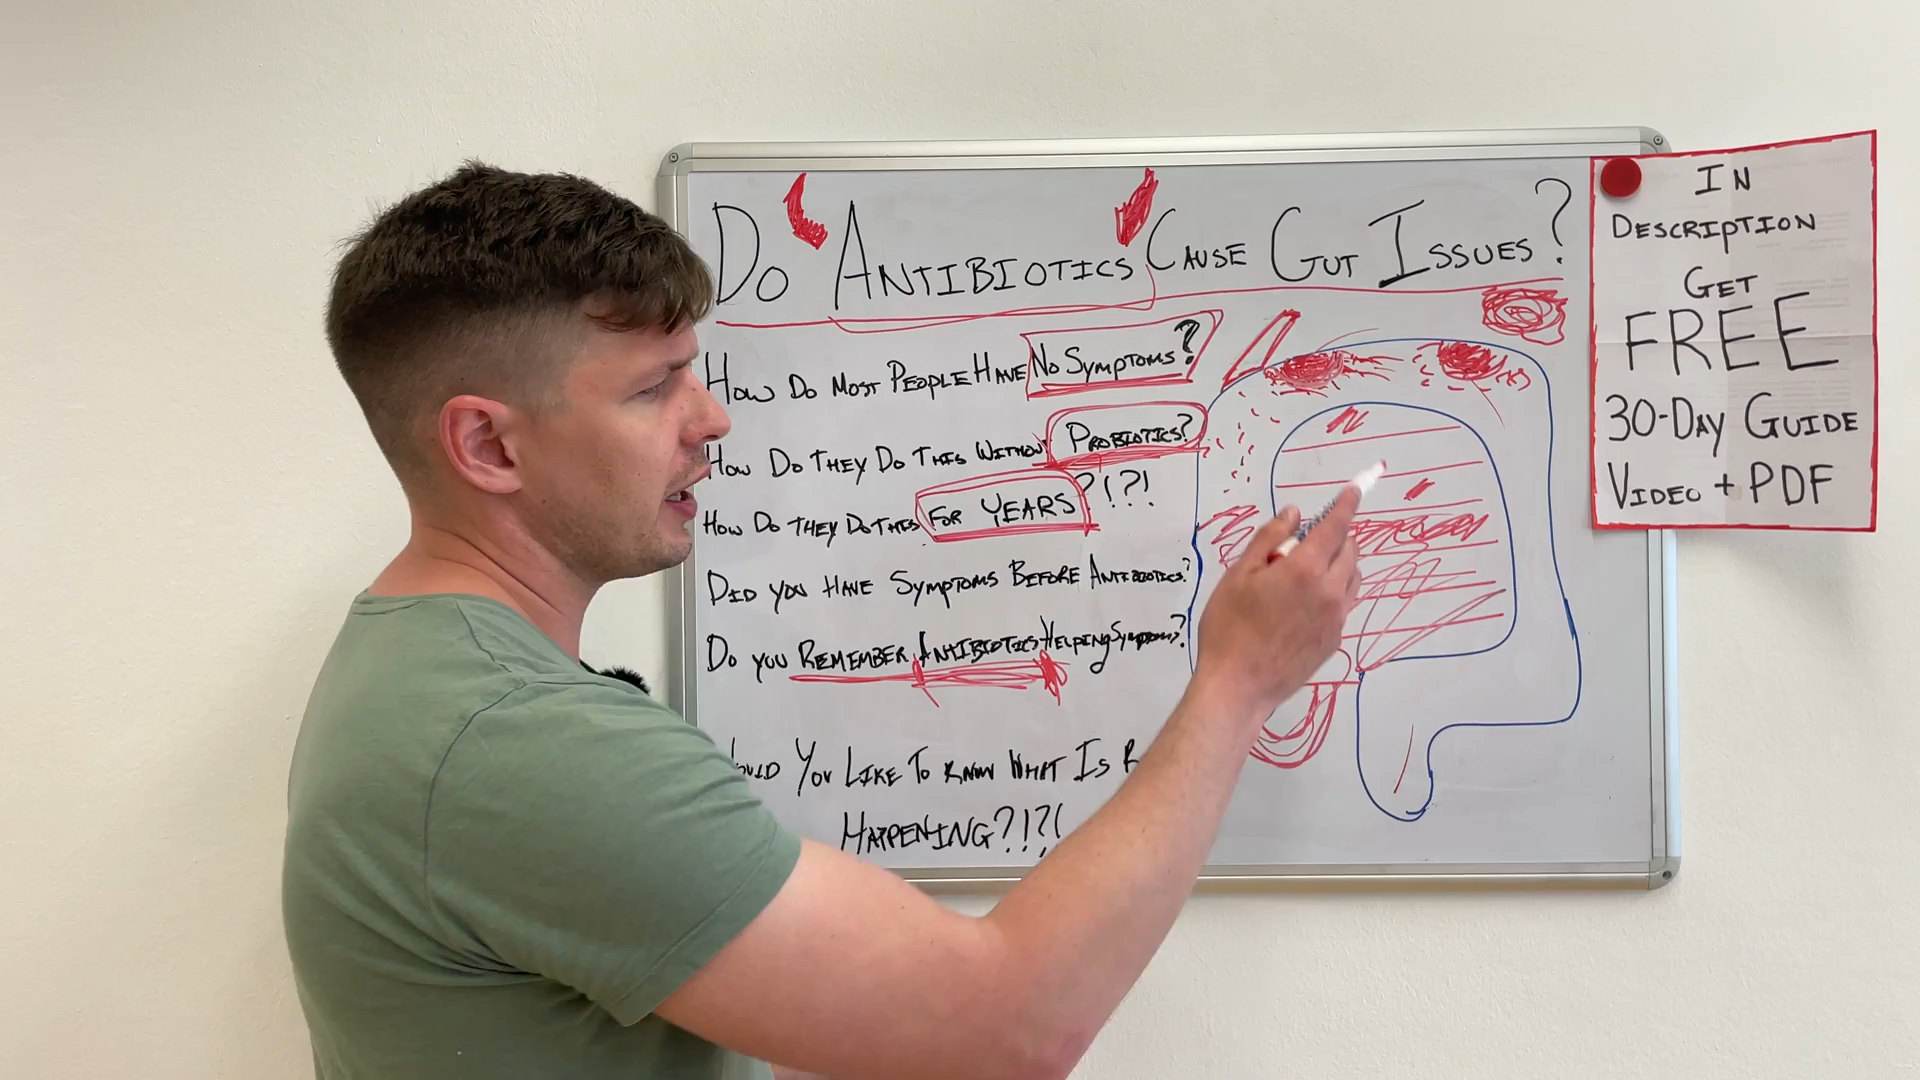 Do Antibiotics Cause Gut Issues?
How Do Most People Have No Symptoms?
How Do They Do This Without Probiotics?
How Do They Do This For Years?!?!
Did You Have Symptoms Before Antibiotics?
Do You Remember Antibiotics Helping Symptoms?
You Like To Know What Is
Happening?!?!
In
Description
Get
FREE
30-Day Guide
Video + PDF